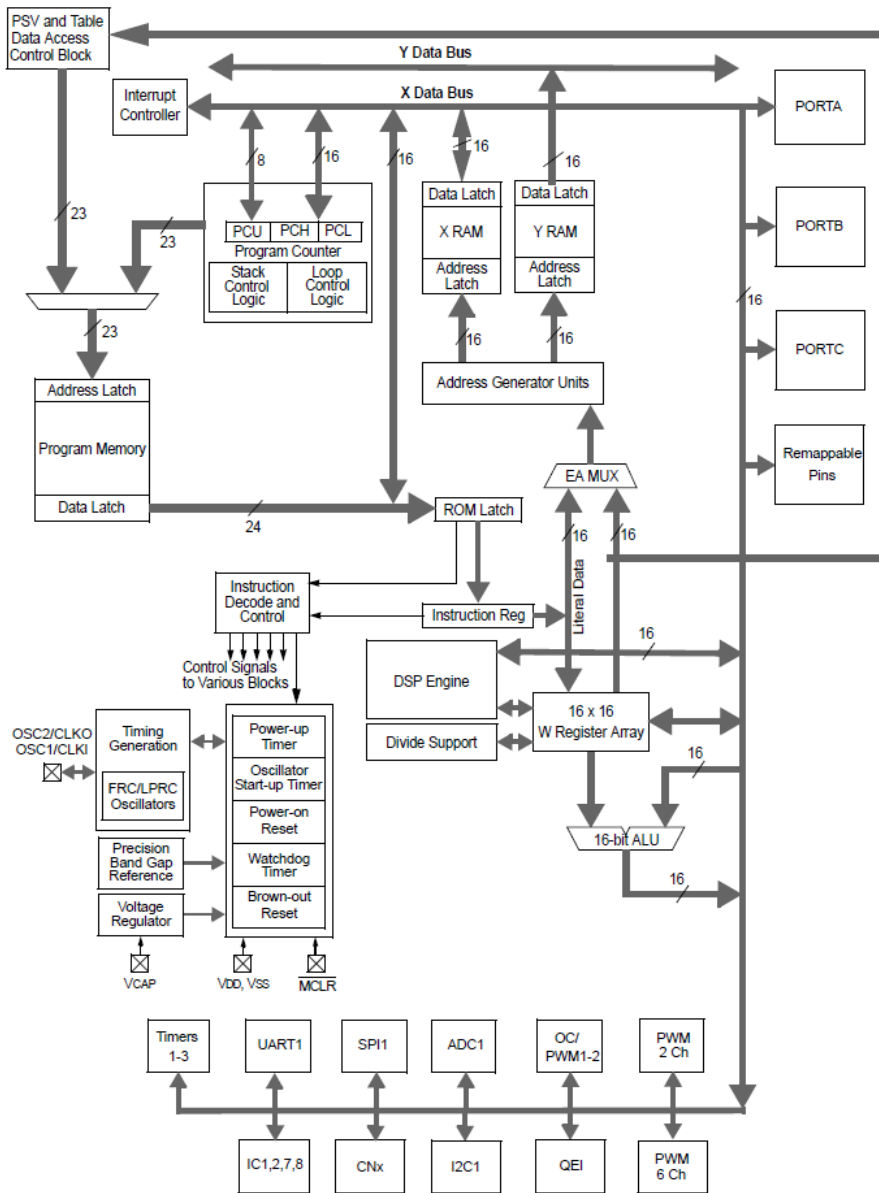 PSV and Table
Data Access
Control Block
Y Data Bus
X Data Bus
Interrupt
Controller
PORTA
8
16
16
16
16
23
23
PCU
PCH
PCL
Program Counter
Stack
Control
Logic
Loop
Control
Logic
Data Latch
X RAM
Address
Latch
Data Latch
Y RAM
Address
Latch
PORTB
16
23
16
16
PORTC
Address Generator Units
Address Latch
Program Memory
Data Latch
24
EA MUX
Remappable
Pins
ROM Latch
16
16
Literal Data
Instruction
Decode and
Control
Instruction Reg
Control Signals
to Various Blocks
16
DSP Engine
16 x 16
W Register Array
Divide Support
OSC2/CLKO
OSC1/CLKI
Timing
Generation
FRC/LPRC
Oscillators
Power-up
Timer
Oscillator
Start-up Timer
Power-on
Reset
Watchdog
Timer
Brown-out
Reset
16
16-bit ALU
16
Precision
Band Gap
Reference
Voltage
Regulator
VCAP
VDD, VSS
MCLR
Timers
1-3
UART1
SPI1
ADC1
OC/
PWM1-2
PWM
2 Ch
IC1,2,7,8
CNx
I2C1
QEI
PWM
6 Ch